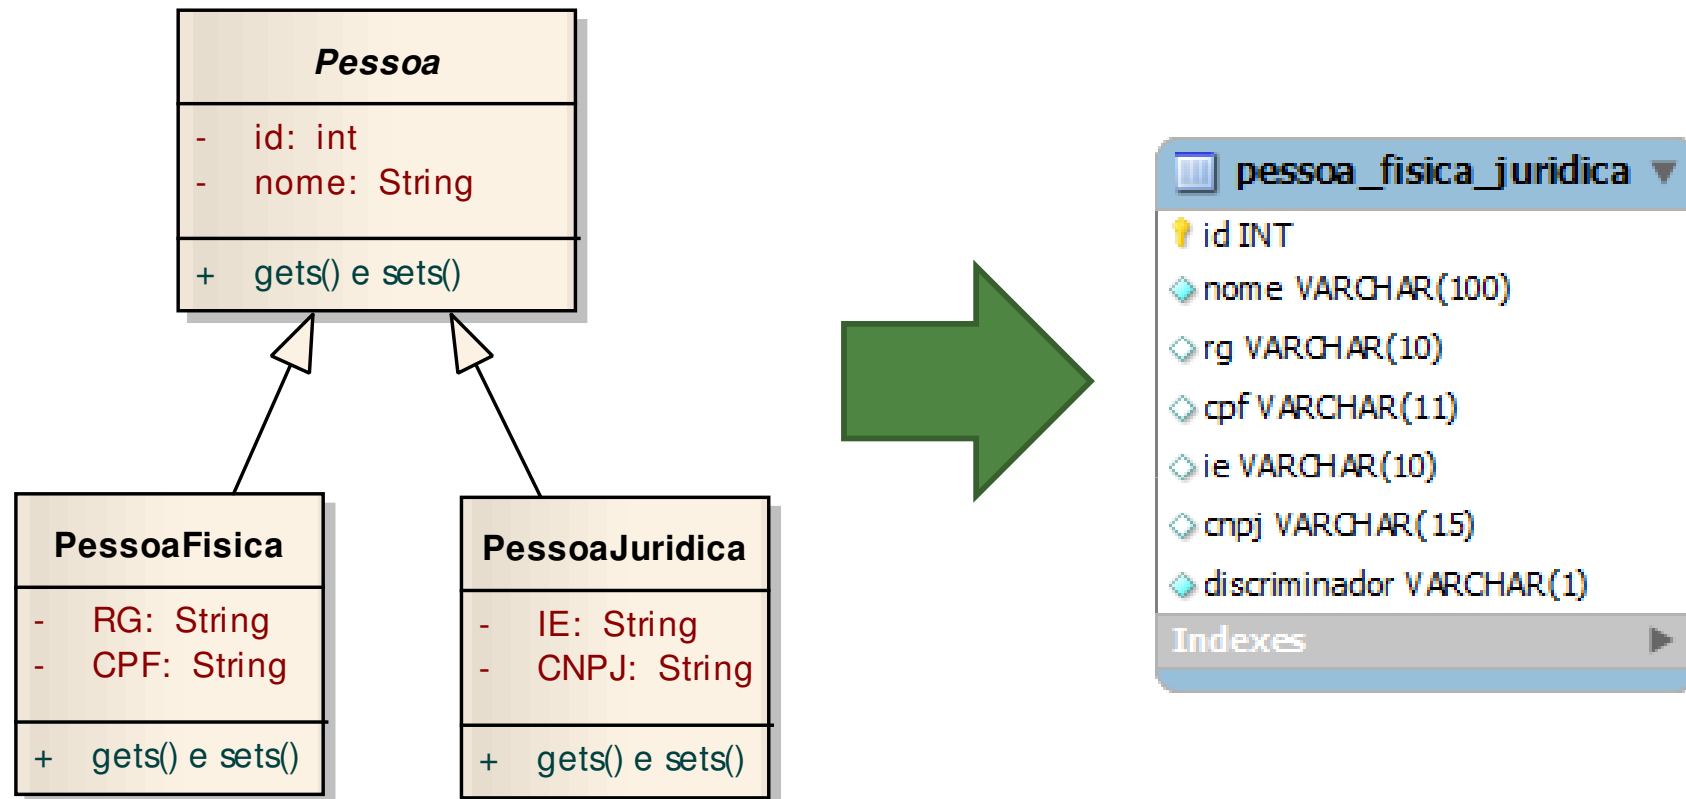 Pessoa
- id: int
- nome: String
+ gets() e sets()
PessoaFisica
- RG: String
- CPF: String
+ gets() e sets()
PessoaJuridica
- IE: String
- CNPJ: String
+ gets() e sets()
pessoa_fisica_juridica
id INT
nome VARCHAR(100)
rg VARCHAR(10)
cpf VARCHAR(11)
ie VARCHAR(10)
cnpj VARCHAR(15)
discriminador VARCHAR(1)
Indexes